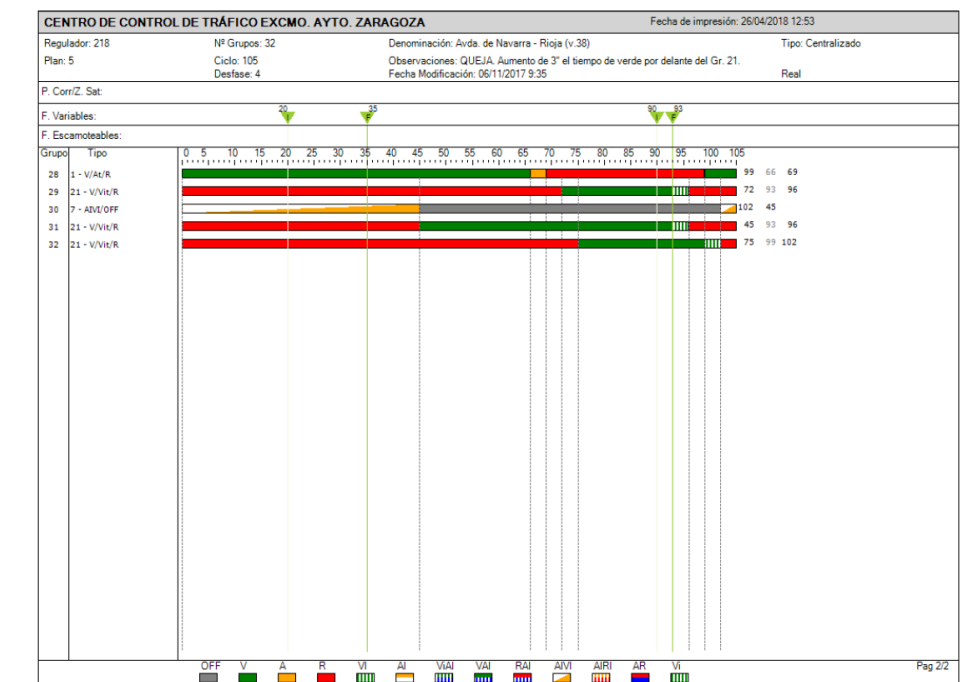 CENTRO DE CONTROL DE TRÁFICO EXCMO. AYTO. ZARAGOZA Fecha de impresión: 26/04/2018 12:53
Regulador: 218 Nº Grupos: 32 Denominación: Avda. de Navarra - Rioja (v.38) Tipo: Centralizado
Plan: 5 Ciclo: 105 Observaciones: QUEJA. Aumento de 3" el tiempo de verde por delante del Gr. 21.
Desfase: 4 Fecha Modificación: 06/11/2017 9:35 Real
P. Corr/Z. Sat:
F. Variables: 20 I 35 F 90 I 93 F
F. Escamoteables:
Grupo Tipo 0 5 10 15 20 25 30 35 40 45 50 55 60 65 70 75 80 85 90 95 100 105
28 1 - V/At/R 99 66 69
29 21 - V/Vit/R 72 93 96
30 7 - AIVI/OFF 102 45
31 21 - V/Vit/R 45 93 96
32 21 - V/Vit/R 75 99 102
OFF V A R VI AI ViAI VAI RAI AIVI AIRI AR Vi Pag 2/2